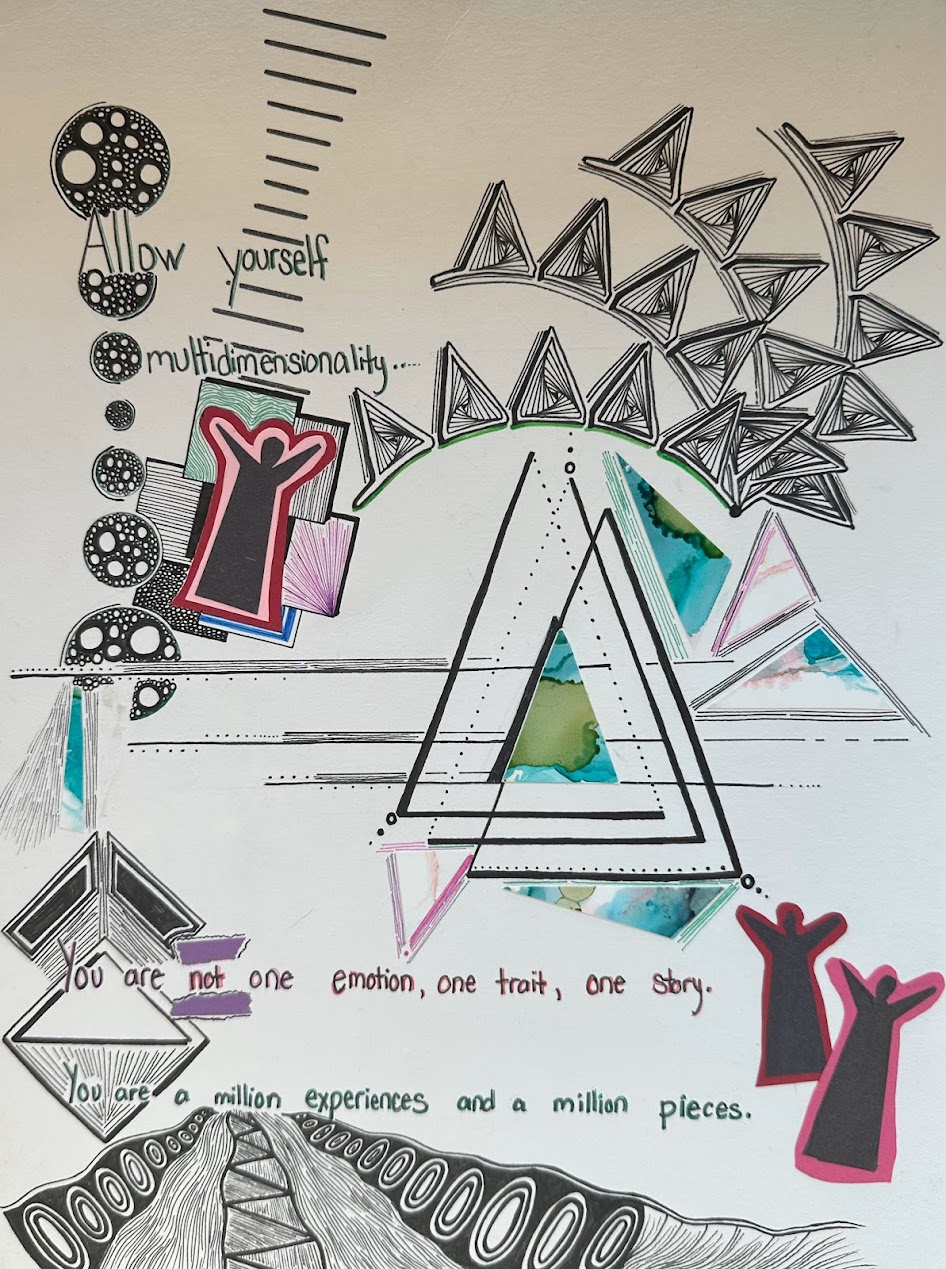 Allow yourself
multidimensionality.....
You are not one emotion, one trait, one story.
You are a million experiences and a million pieces.